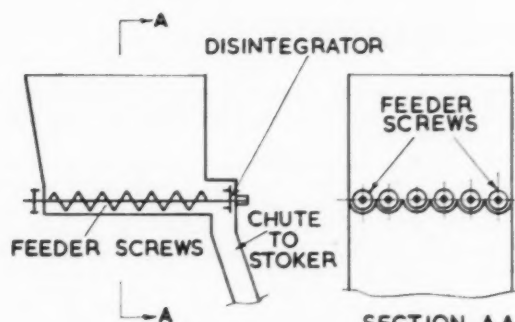 A
DISINTEGRATOR
FEEDER
SCREWS
FEEDER SCREWS
CHUTE
TO
STOKER
A
SECTION AA